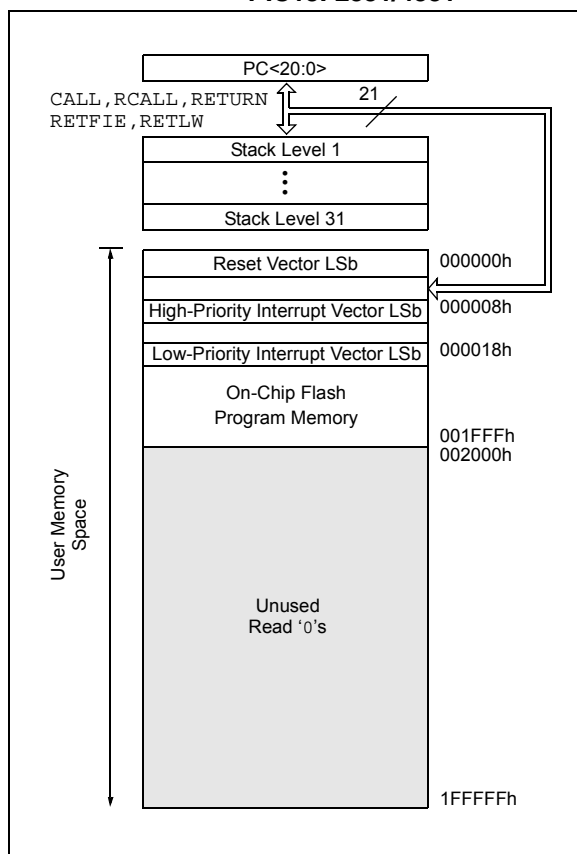 PC<20:0>
CALL,RCALL,RETURN
RETFIE,RETLW
21
Stack Level 1
Stack Level 31
Reset Vector LSb
000000h
High-Priority Interrupt Vector LSb
000008h
Low-Priority Interrupt Vector LSb
000018h
On-Chip Flash
Program Memory
001FFFh
002000h
User Memory
Space
Unused
Read ‘0’s
1FFFFFh